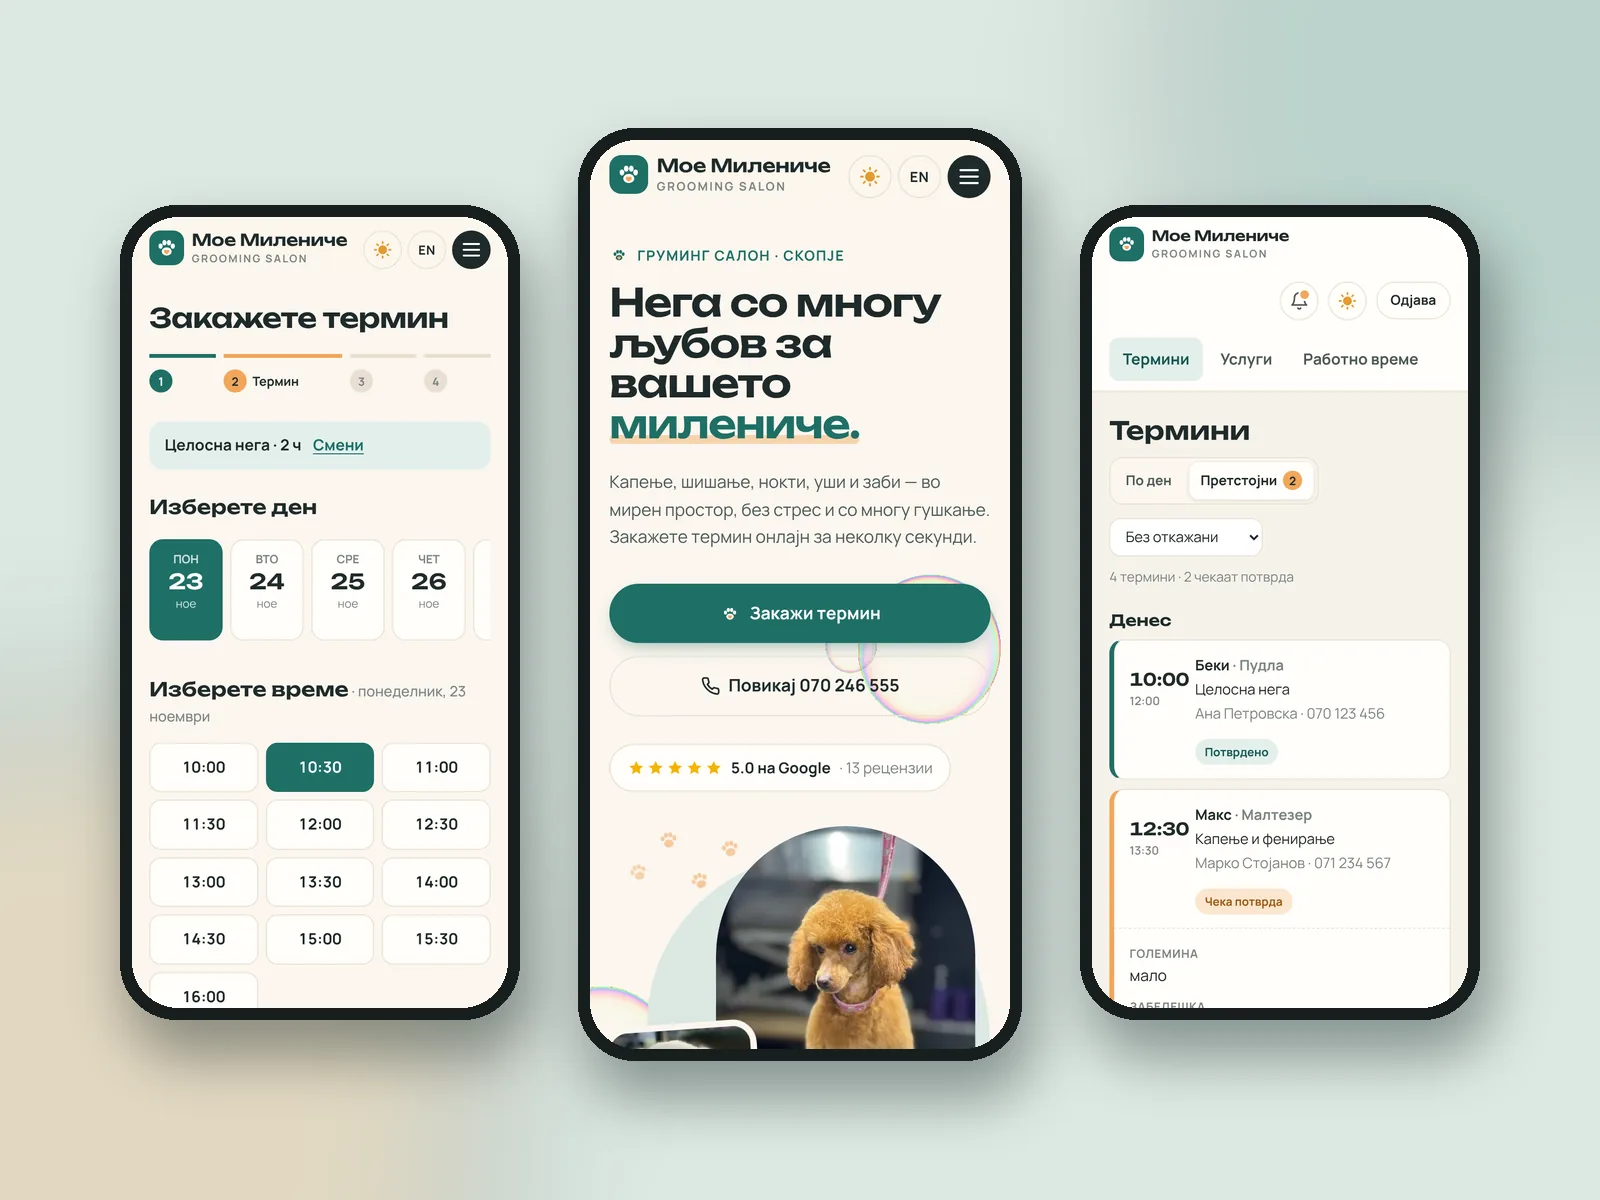 Мое Милениче
GROOMING SALON
EN
Закажете термин
1
2 Термин
3
4
Целосна нега · 2 ч Смени
Изберете ден
ПОН
23
ное
ВТО
24
ное
СРЕ
25
ное
ЧЕТ
26
ное
Изберете време · понеделник, 23
ноември
10:00 10:30 11:00
11:30 12:00 12:30
13:00 13:30 14:00
14:30 15:00 15:30
16:00
Мое Милениче
GROOMING SALON
EN
ГРУМИНГ САЛОН · СКОПЈЕ
Нега со многу
љубов за
вашето
милениче.
Капење, шишање, нокти, уши и заби — во
мирен простор, без стрес и со многу гушкање.
Закажете термин онлајн за неколку секунди.
Закажи термин
Повикај 070 246 555
5.0 на Google · 13 рецензии
Мое Милениче
GROOMING SALON
Одјава
Термини Услуги Работно време
Термини
По ден Претстојни 2
Без откажани
4 термини · 2 чекаат потврда
Денес
10:00
12:00
Беки · Пудла
Целосна нега
Ана Петровска · 070 123 456
Потврдено
12:30
13:30
Макс · Малтезер
Капење и фенирање
Марко Стојанов · 071 234 567
Чека потврда
ГОЛЕМИНА
мало
ЗАБЕЛЕШКА